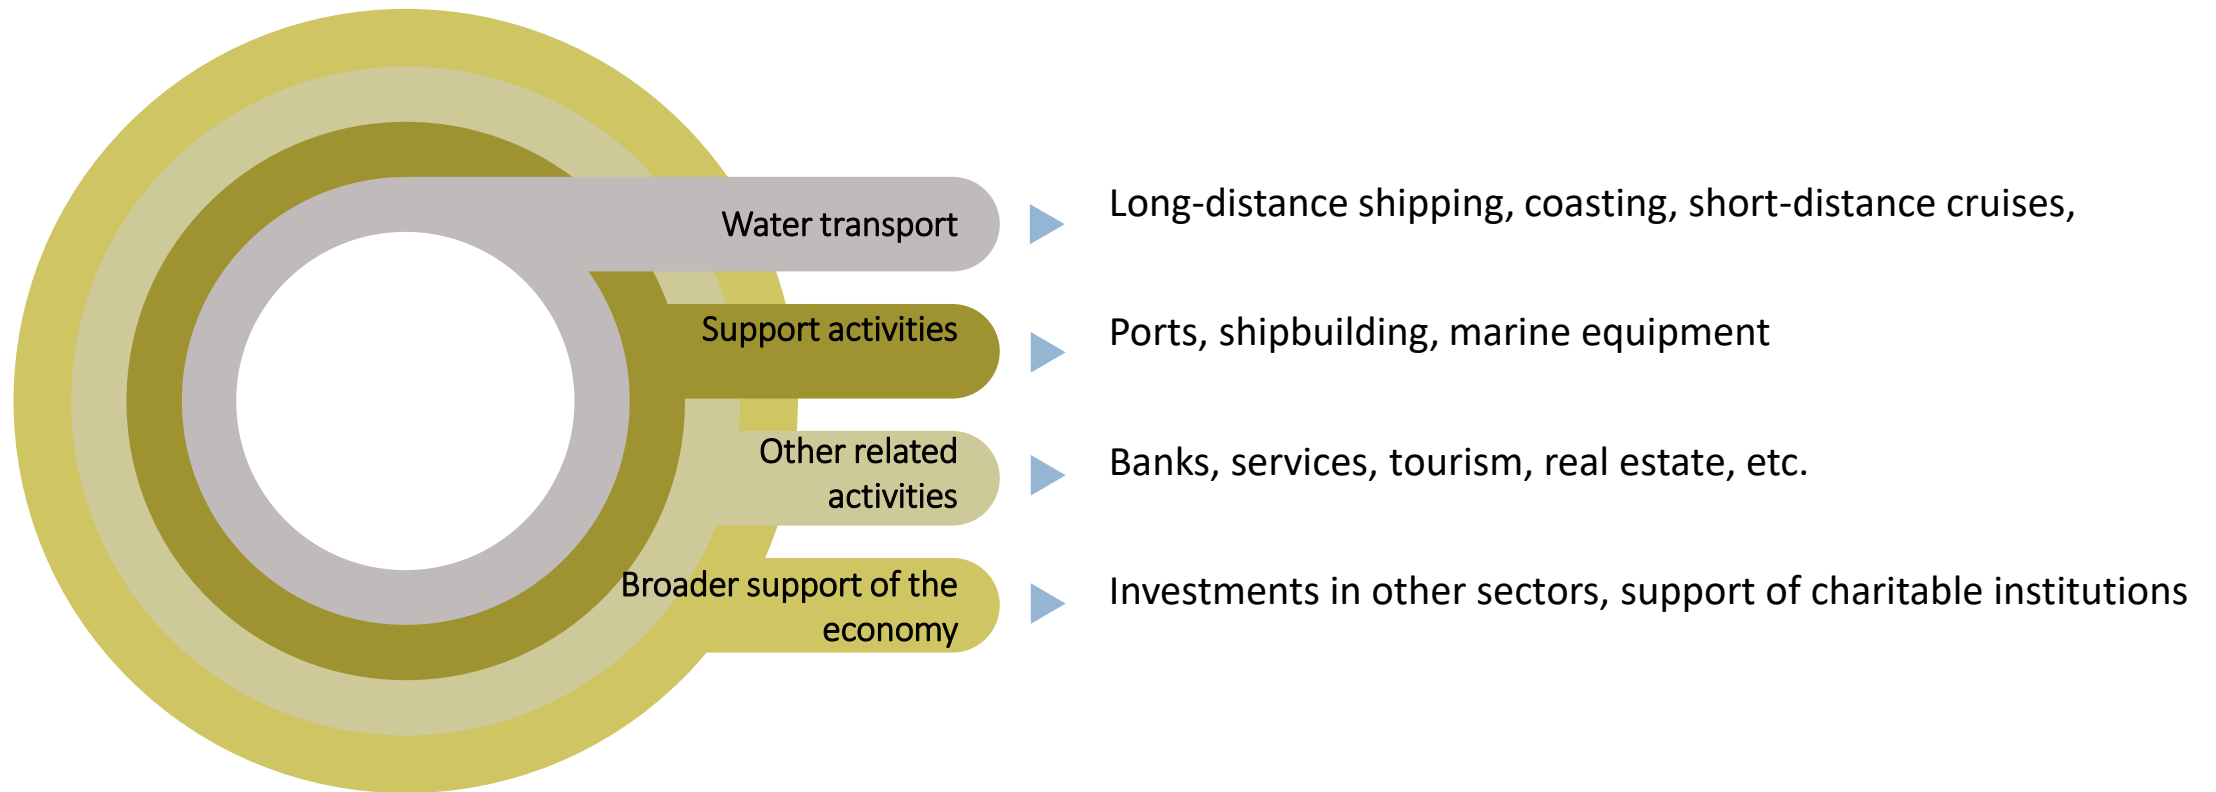 Water transport
Long-distance shipping, coasting, short-distance cruises,
Support activities
Ports, shipbuilding, marine equipment
Other related
activities
Banks, services, tourism, real estate, etc.
Broader support of the
economy
Investments in other sectors, support of charitable institutions